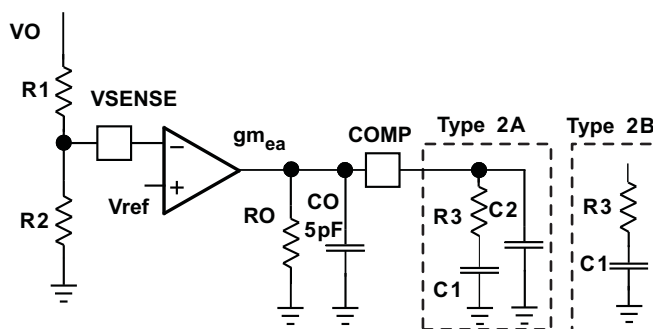 VO
R1
VSENSE
gm_ea
COMP
Type 2A
Type 2B
Vref
R2
RO
CO
5pF
R3
C2
C1
R3
C1
−
+